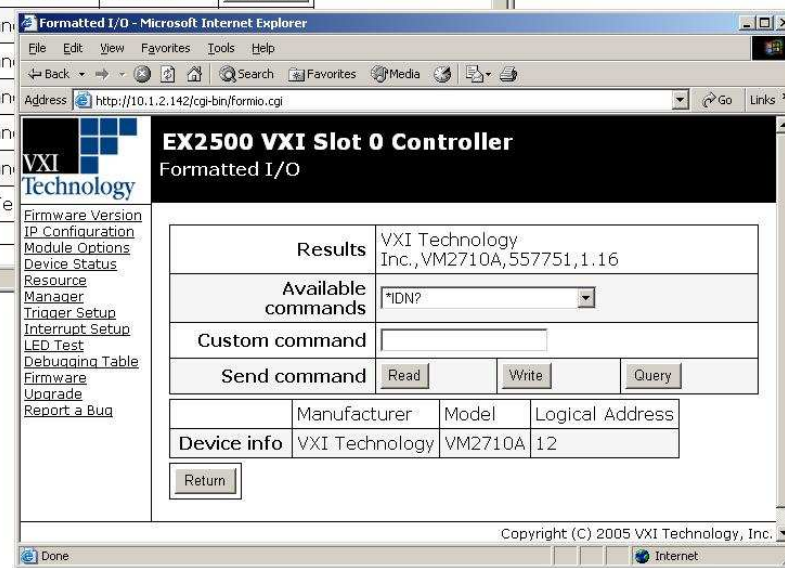 Formatted I/O - Microsoft Internet Explorer
File Edit View Favorites Tools Help
Back Search Favorites Media
Address http://10.1.2.142/cgi-bin/formio.cgi Go Links
VXI
Technology
EX2500 VXI Slot 0 Controller
Formatted I/O
Firmware Version
IP Configuration
Module Options
Device Status
Resource
Manager
Trigger Setup
Interrupt Setup
LED Test
Debugging Table
Firmware
Upgrade
Report a Bug
Results VXI Technology
Inc.,VM2710A,557751,1.16
Available
commands *IDN?
Custom command
Send command Read Write Query
Manufacturer Model Logical Address
Device info VXI Technology VM2710A 12
Return
Copyright (C) 2005 VXI Technology, Inc.
Done Internet